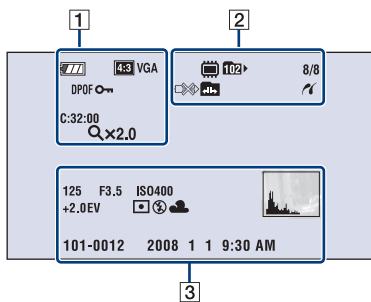 1
2
4:3 VGA
102
8/8
DPOF
C:32:00
×2.0
125 F3.5 ISO400
+2.0EV
101-0012 2008 1 1 9:30 AM
3